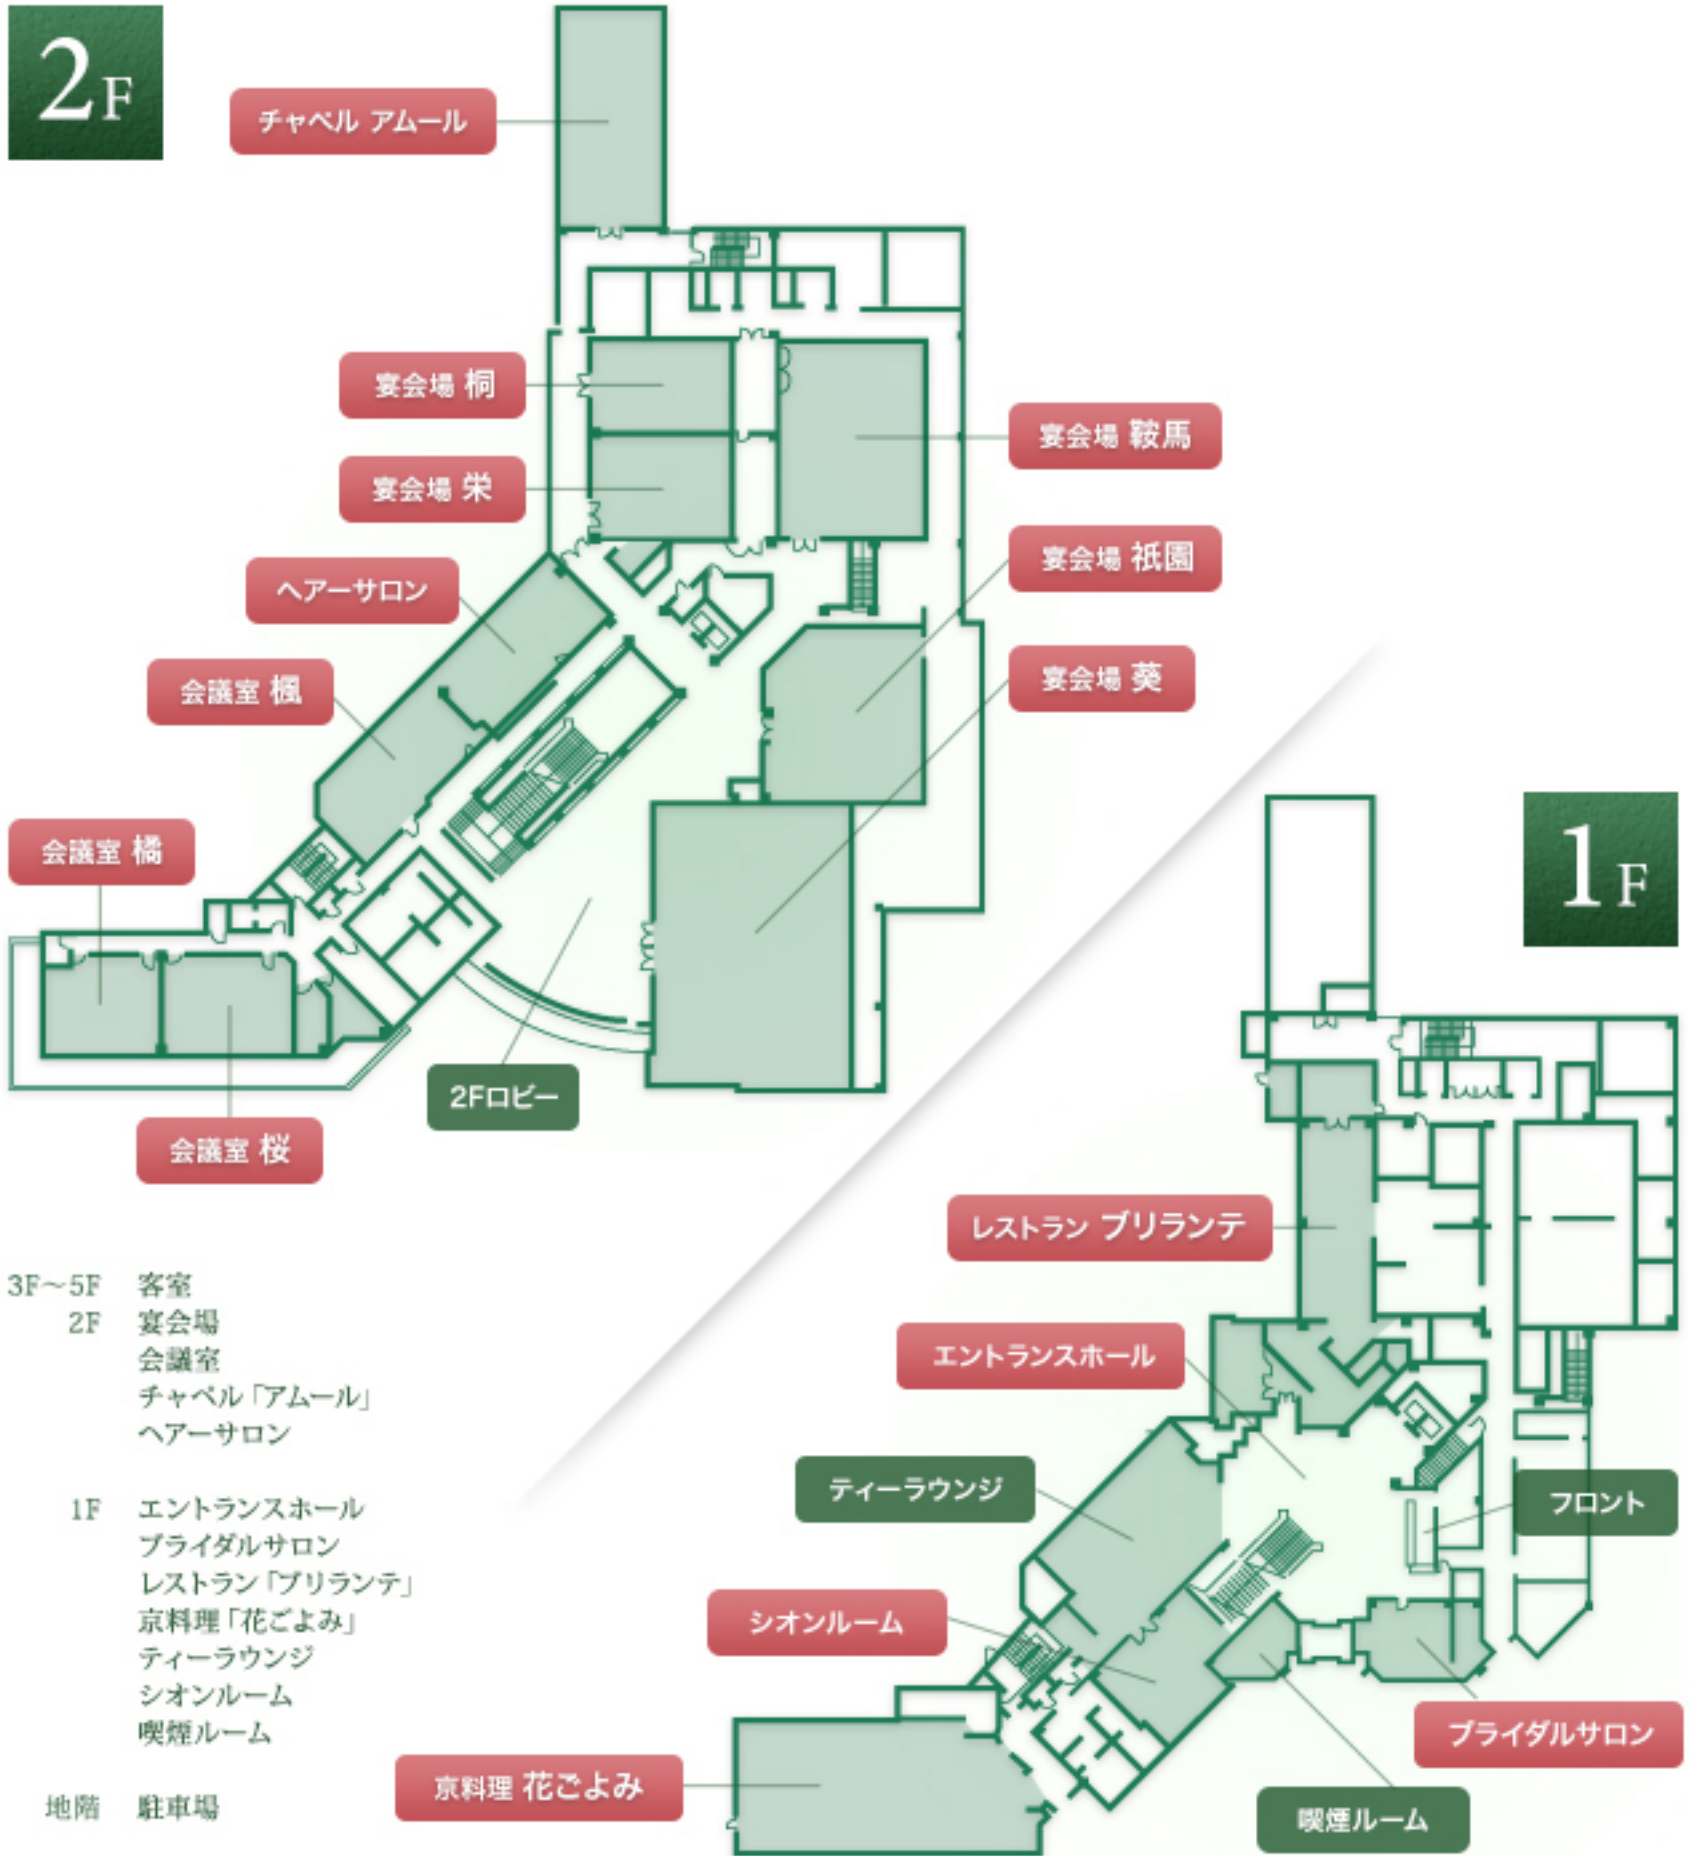 2F
チャペル アムール
宴会場 桐
宴会場 鞍馬
宴会場 栄
宴会場 祇園
ヘアーサロン
宴会場 葵
会議室 楓
会議室 橘
2Fロビー
会議室 桜
1F
レストラン ブリランテ
エントランスホール
ティーラウンジ
フロント
シオンルーム
ブライダルサロン
京料理 花ごよみ
喫煙ルーム
3F～5F 客室
2F 宴会場
会議室
チャペル「アムール」
ヘアーサロン
1F エントランスホール
ブライダルサロン
レストラン「ブリランテ」
京料理「花ごよみ」
ティーラウンジ
シオンルーム
喫煙ルーム
地階 駐車場